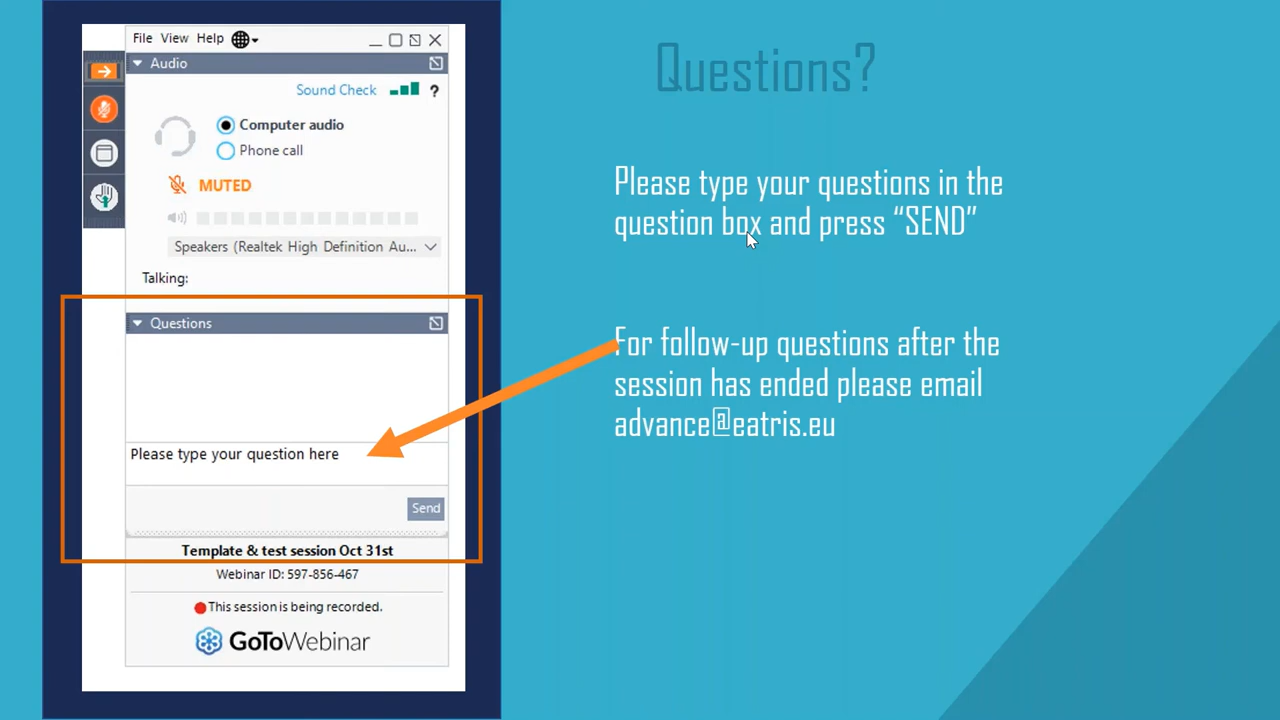 File View Help
Audio
Sound Check ?
Computer audio
Phone call
MUTED
Speakers (Realtek High Definition Au...
Talking:
Questions
Please type your question here
Send
Template & test session Oct 31st
Webinar ID: 597-856-467
This session is being recorded.
GoToWebinar
Questions?
Please type your questions in the
question box and press “SEND”
For follow-up questions after the
session has ended please email
advance@eatris.eu